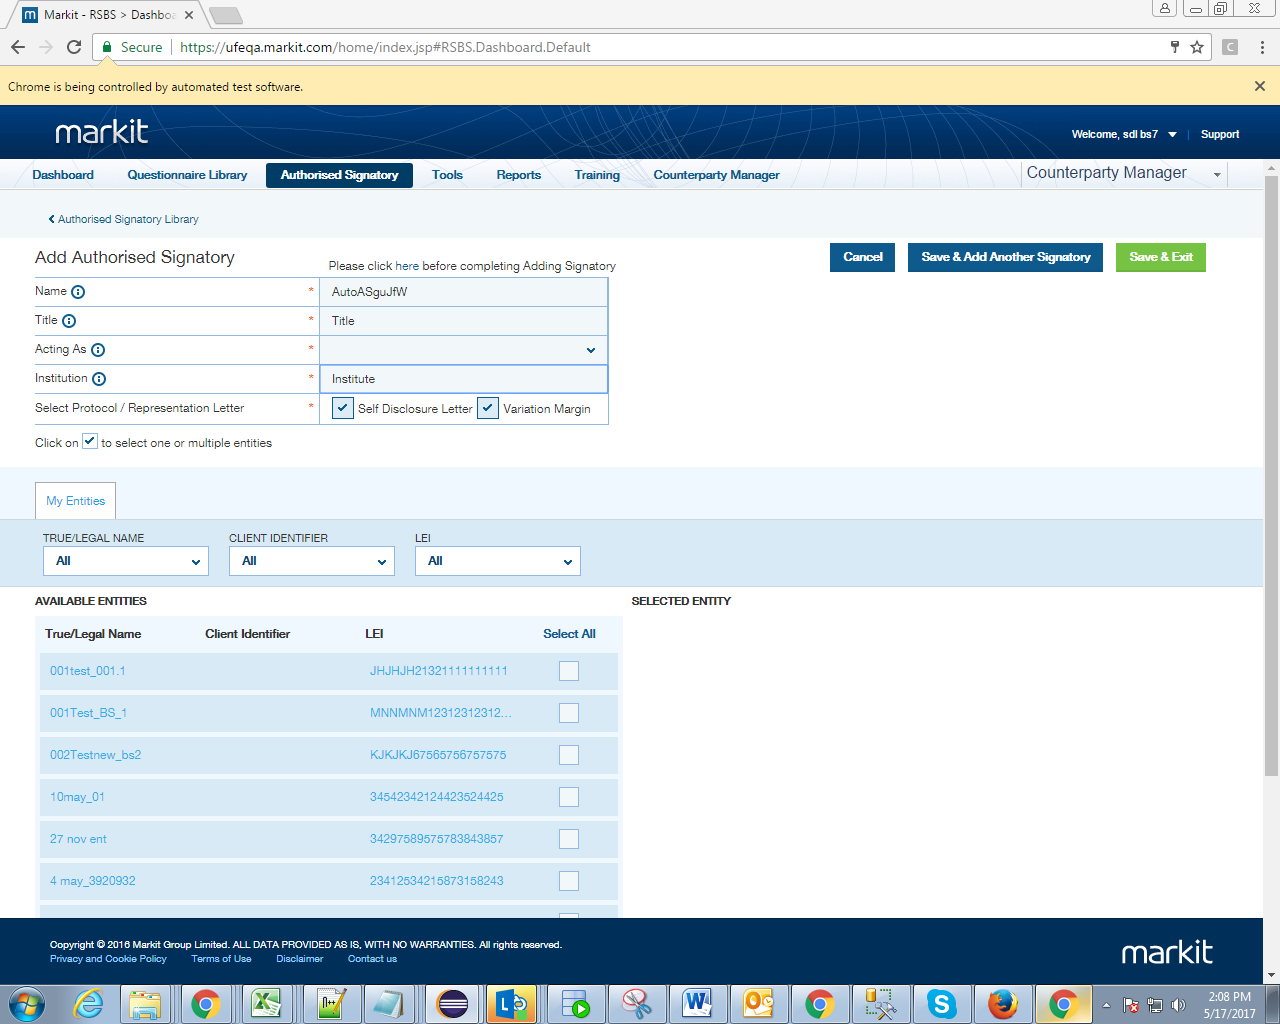 Markit - RSBS > Dashboa
Secure
https://ufeqa.markit.com/home/index.jsp#RSBS.Dashboard.Default
Chrome is being controlled by automated test software.
markit
Welcome, sdl bs7
Support
Dashboard
Questionnaire Library
Authorised Signatory
Tools
Reports
Training
Counterparty Manager
Counterparty Manager
Authorised Signatory Library
Add Authorised Signatory
Please click here before completing Adding Signatory
Cancel
Save & Add Another Signatory
Save & Exit
Name * AutoASguJfW
Title * Title
Acting As *
Institution * Institute
Select Protocol / Representation Letter * Self Disclosure Letter Variation Margin
Click on to select one or multiple entities
My Entities
TRUE/LEGAL NAME CLIENT IDENTIFIER LEI
All All All
AVAILABLE ENTITIES
SELECTED ENTITY
True/Legal Name Client Identifier LEI Select All
001test_001.1 JHJHJH21321111111111
001Test_BS_1 MNNMNM12312312312...
002Testnew_bs2 KJKJKJ67565756757575
10may_01 34542342124423524425
27 nov ent 34297589575783843857
4 may_3920932 23412534215873158243
Copyright © 2016 Markit Group Limited. ALL DATA PROVIDED AS IS, WITH NO WARRANTIES. All rights reserved.
Privacy and Cookie Policy Terms of Use Disclaimer Contact us
markit
2:08 PM
5/17/2017